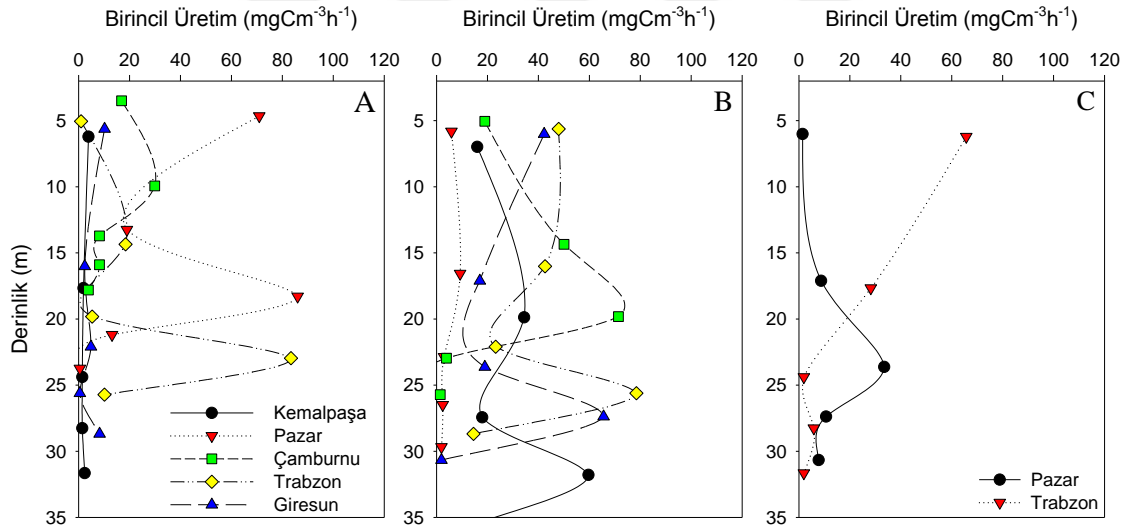 Birincil Üretim (mgCm-3h-1) Birincil Üretim (mgCm-3h-1) Birincil Üretim (mgCm-3h-1)
0 20 40 60 80 100 120 0 20 40 60 80 100 120 0 20 40 60 80 100 120
A B C
Derinlik (m)
5 5 5
10 10 10
15 15 15
20 20 20
25 25 25
30 30 30
35 35 35
Kemalpaşa
Pazar
Çamburnu
Trabzon
Giresun
Pazar
Trabzon